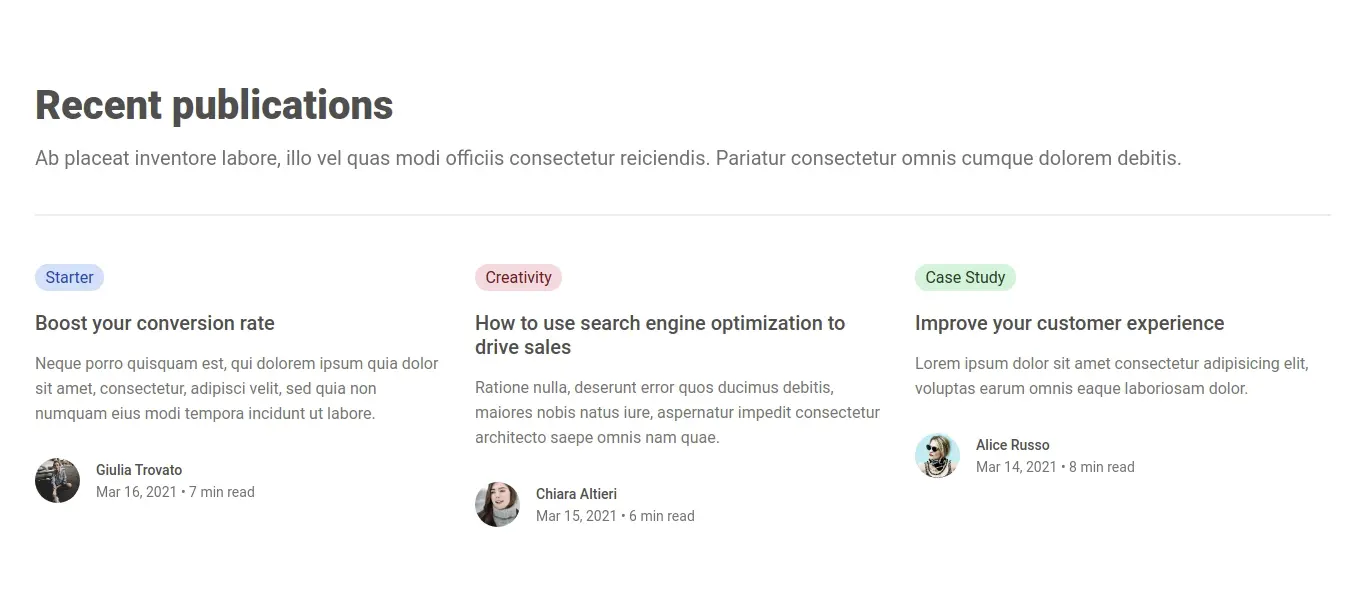 Recent publications
Ab placeat inventore labore, illo vel quas modi officiis consectetur reiciendis. Pariatur consectetur omnis cumque dolorem debitis.
Starter
Boost your conversion rate
Neque porro quisquam est, qui dolorem ipsum quia dolor
sit amet, consectetur, adipisci velit, sed quia non
numquam eius modi tempora incidunt ut labore.
Giulia Trovato
Mar 16, 2021 • 7 min read
Creativity
How to use search engine optimization to
drive sales
Ratione nulla, deserunt error quos ducimus debitis,
maiores nobis natus iure, aspernatur impedit consectetur
architecto saepe omnis nam quae.
Chiara Altieri
Mar 15, 2021 • 6 min read
Case Study
Improve your customer experience
Lorem ipsum dolor sit amet consectetur adipisicing elit,
voluptas earum omnis eaque laboriosam dolor.
Alice Russo
Mar 14, 2021 • 8 min read